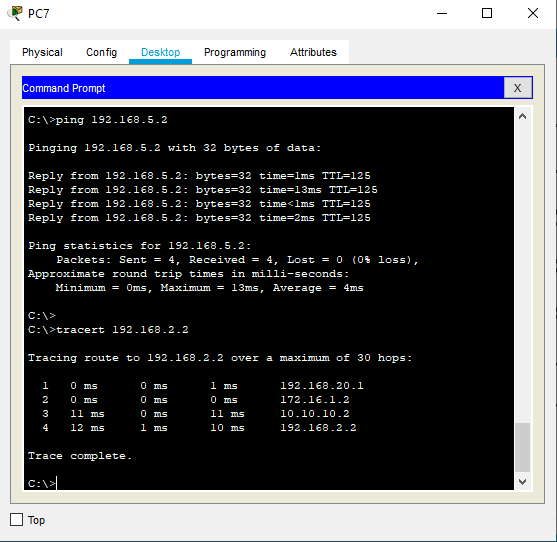 PC7
Physical Config Desktop Programming Attributes
Command Prompt X
C:\>ping 192.168.5.2
Pinging 192.168.5.2 with 32 bytes of data:
Reply from 192.168.5.2: bytes=32 time=1ms TTL=125
Reply from 192.168.5.2: bytes=32 time=13ms TTL=125
Reply from 192.168.5.2: bytes=32 time<1ms TTL=125
Reply from 192.168.5.2: bytes=32 time=2ms TTL=125
Ping statistics for 192.168.5.2:
Packets: Sent = 4, Received = 4, Lost = 0 (0% loss),
Approximate round trip times in milli-seconds:
Minimum = 0ms, Maximum = 13ms, Average = 4ms
C:\>
C:\>tracert 192.168.2.2
Tracing route to 192.168.2.2 over a maximum of 30 hops:
1 0 ms 0 ms 1 ms 192.168.20.1
2 0 ms 0 ms 0 ms 172.16.1.2
3 11 ms 0 ms 11 ms 10.10.10.2
4 12 ms 1 ms 10 ms 192.168.2.2
Trace complete.
C:\>
Top